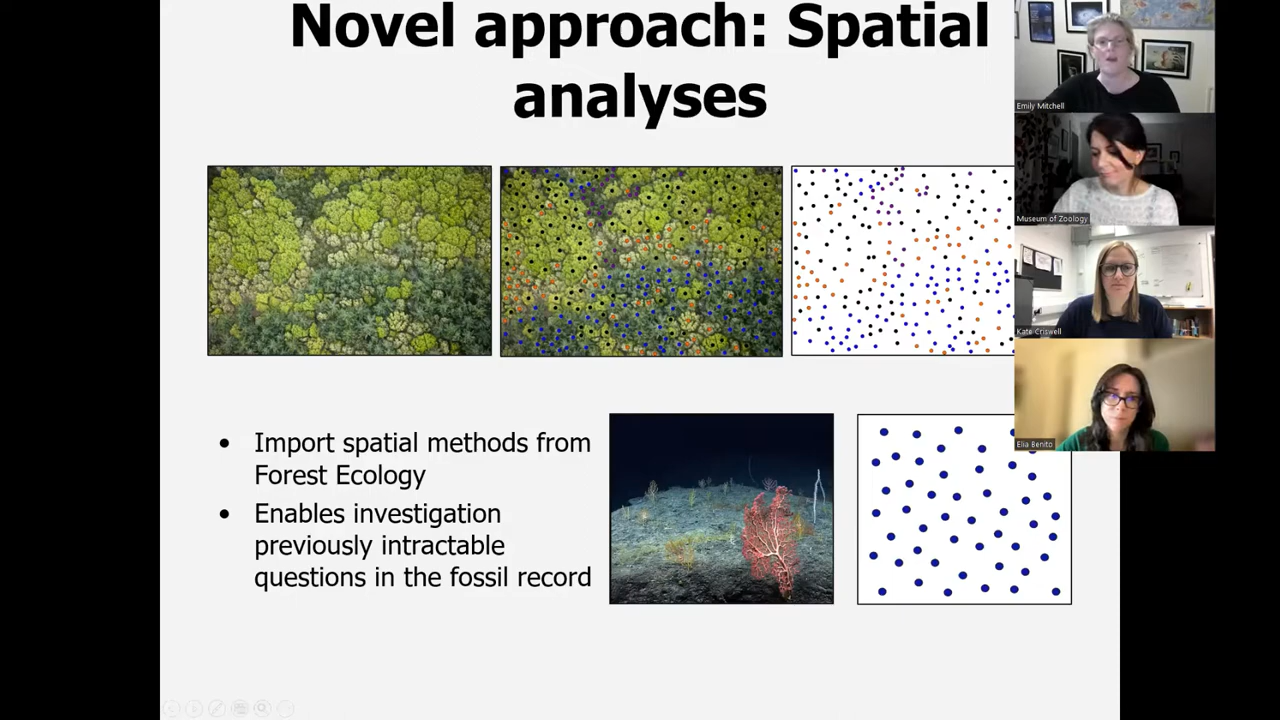 Novel approach: Spatial
analyses
Emily Mitchell
Museum of Zoology
Kate Criswell
Elia Benito
• Import spatial methods from
Forest Ecology
• Enables investigation
previously intractable
questions in the fossil record